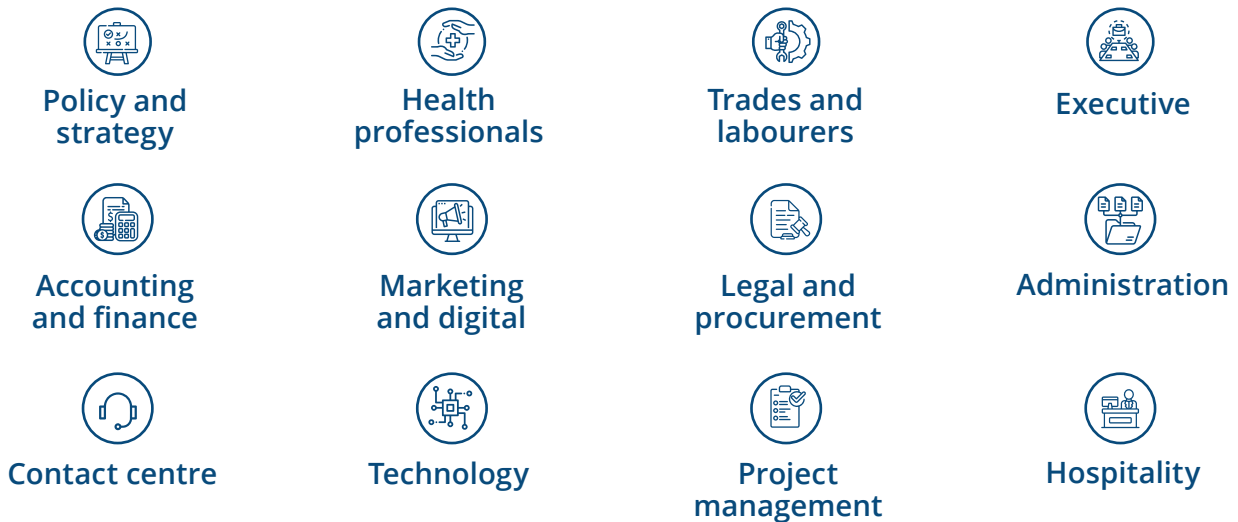 Policy and
strategy
Health
professionals
Trades and
labourers
Executive
Accounting
and finance
Marketing
and digital
Legal and
procurement
Administration
Contact centre
Technology
Project
management
Hospitality